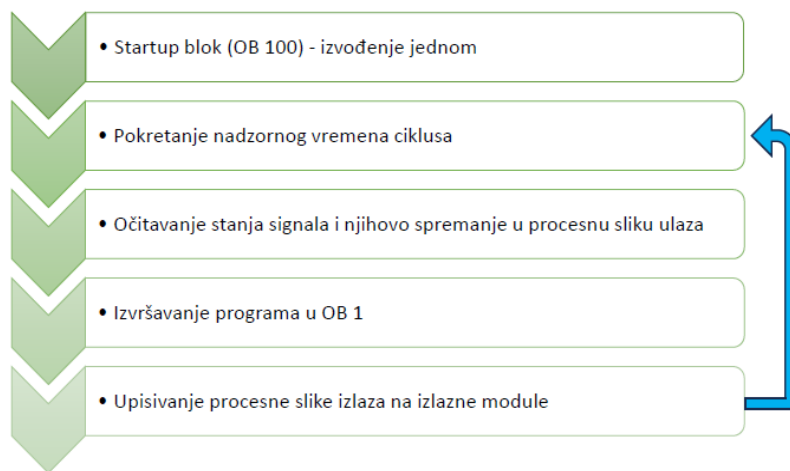 • Startup blok (OB 100) - izvođenje jednom
• Pokretanje nadzornog vremena ciklusa
• Očitavanje stanja signala i njihovo spremanje u procesnu sliku ulaza
• Izvršavanje programa u OB 1
• Upisivanje procesne slike izlaza na izlazne module